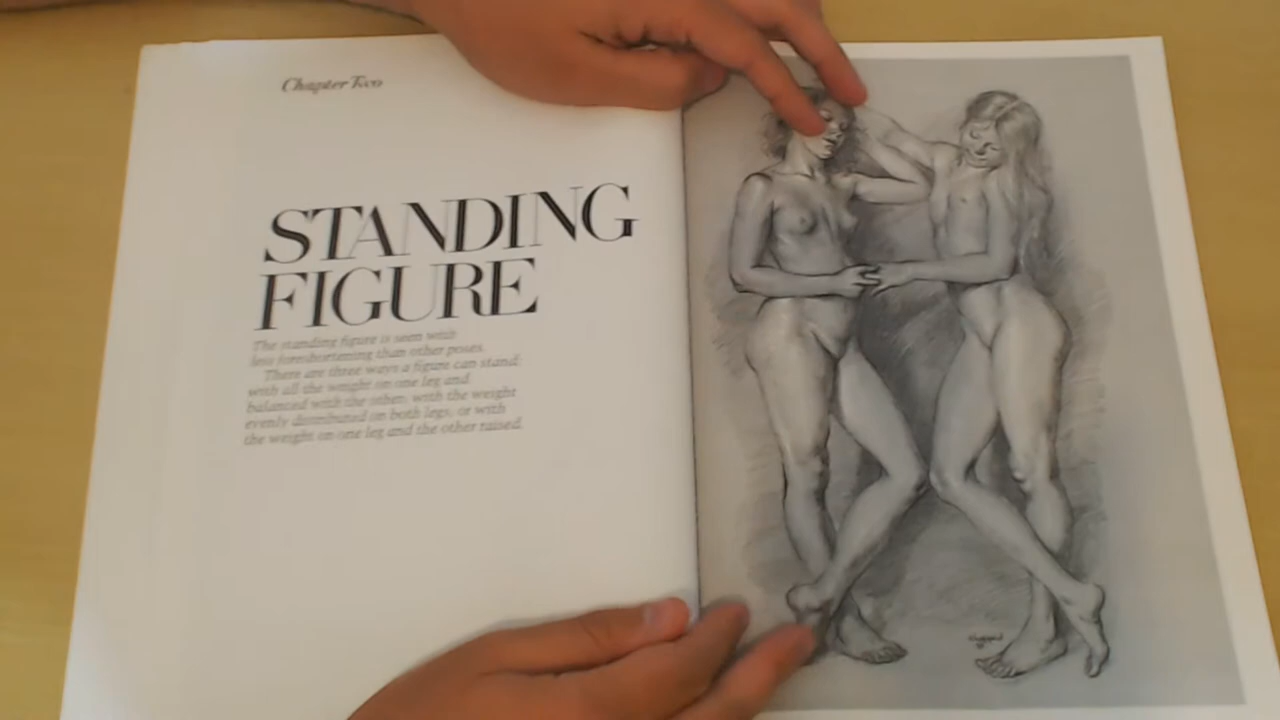 Chapter Two
STANDING
FIGURE
The standing figure is seen with
less foreshortening than other poses.
There are three ways a figure can stand:
with all the weight on one leg and
balanced with the other; with the weight
evenly distributed on both legs; or with
the weight on one leg and the other raised.